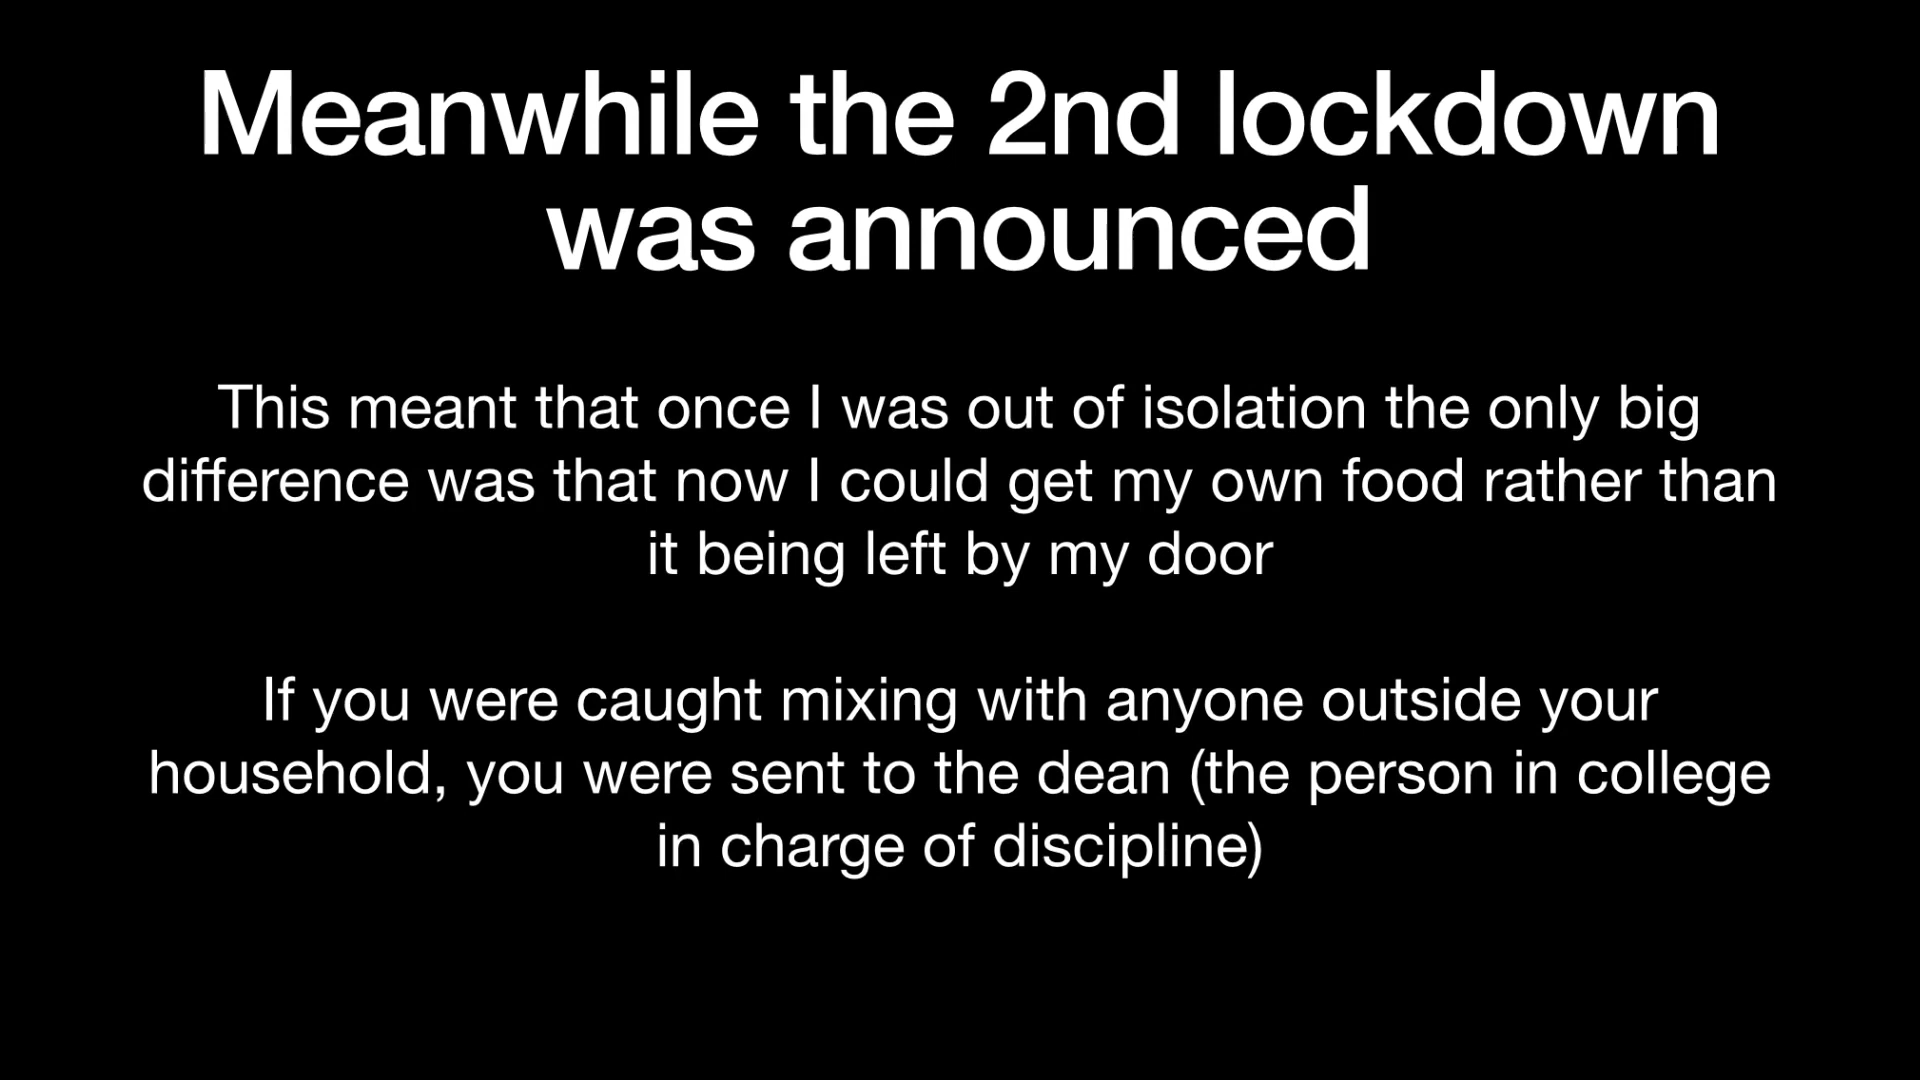 Meanwhile the 2nd lockdown
was announced
This meant that once I was out of isolation the only big
difference was that now I could get my own food rather than
it being left by my door
If you were caught mixing with anyone outside your
household, you were sent to the dean (the person in college
in charge of discipline)